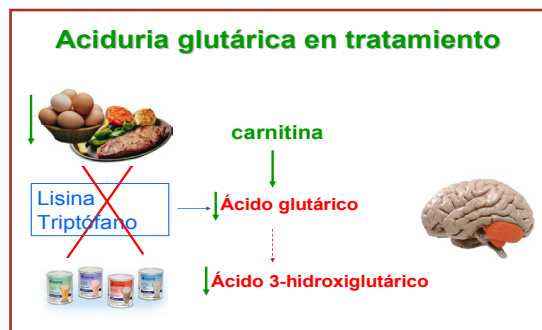 Aciduria glutárica en tratamiento
carnitina
Lisina
Triptófano
Ácido glutárico
Ácido 3-hidroxiglutárico